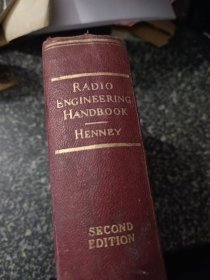 RADIO
ENGINEERING
HANDBOOK
HENNEY
SECOND
EDITION